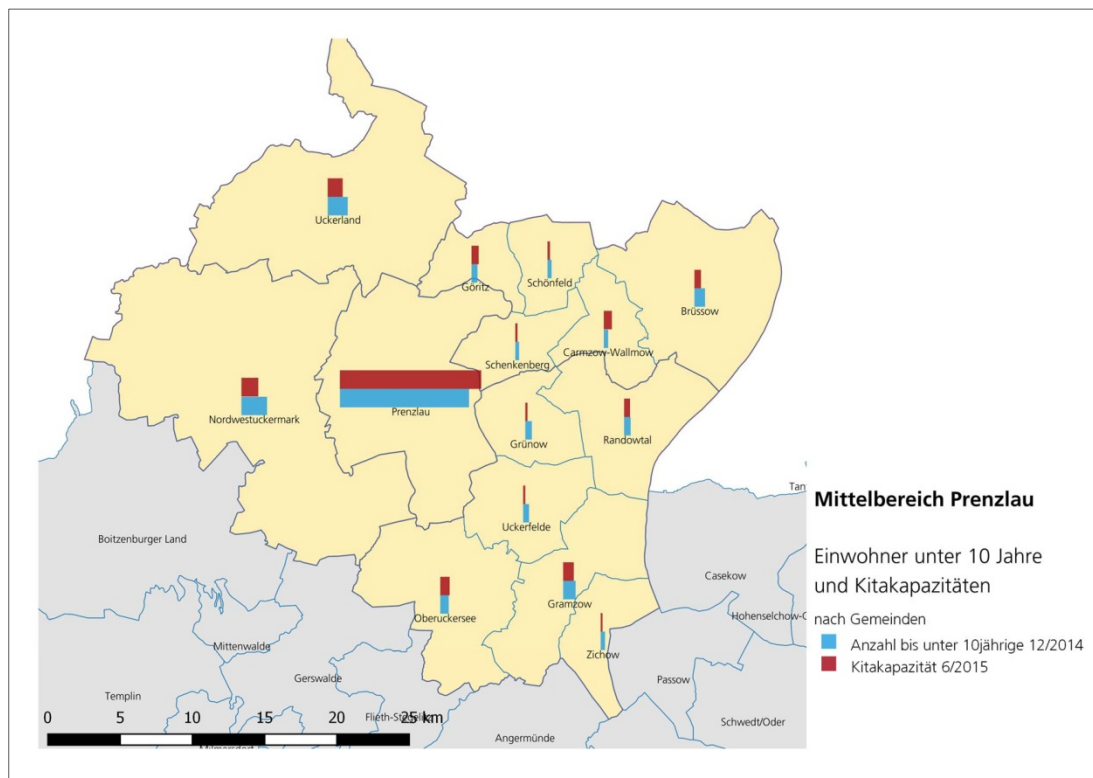 Uckerland
Göritz
Schönfeld
Brüssow
Schenkenberg
Carmzow-Wallmow
Nordwestuckermark
Prenzlau
Grünow
Randowtal
Tan
Mittelbereich Prenzlau
Uckerfelde
Boitzenburger Land
Einwohner unter 10 Jahre
und Kitakapazitäten
Casekow
Gramzow
Oberuckersee
Hohenselchow-G
nach Gemeinden
Anzahl bis unter 10jährige 12/2014
Kitakapazität 6/2015
Mittenwalde
Zichow
Gerswalde
Passow
Templin
0 5 10 15 20 25 km
Schwedt/Oder
Angermünde